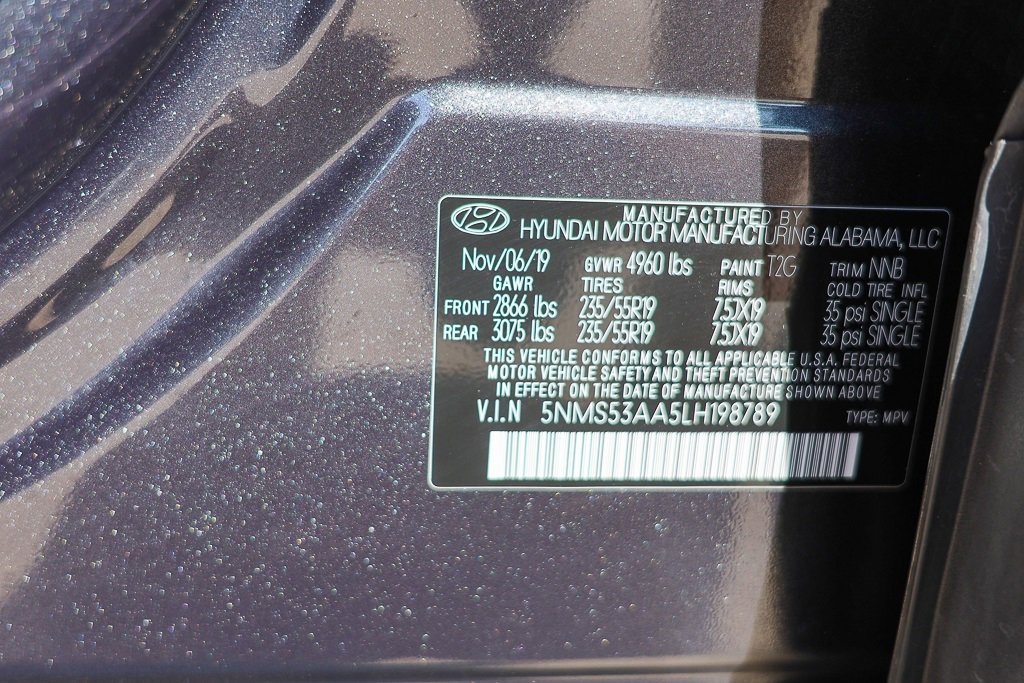 MANUFACTURED BY
HYUNDAI MOTOR MANUFACTURING ALABAMA, LLC
Nov/06/19 GVWR 4960 lbs PAINT T2G TRIM NNB
GAWR TIRES RIMS COLD TIRE INFL
FRONT 2866 lbs 235/55R19 7.5JX19 35 psi SINGLE
REAR 3075 lbs 235/55R19 7.5JX19 35 psi SINGLE
THIS VEHICLE CONFORMS TO ALL APPLICABLE U.S.A. FEDERAL
MOTOR VEHICLE SAFETY AND THEFT PREVENTION STANDARDS
IN EFFECT ON THE DATE OF MANUFACTURE SHOWN ABOVE
V.I.N 5NMS53AA5LH198789 TYPE: MPV